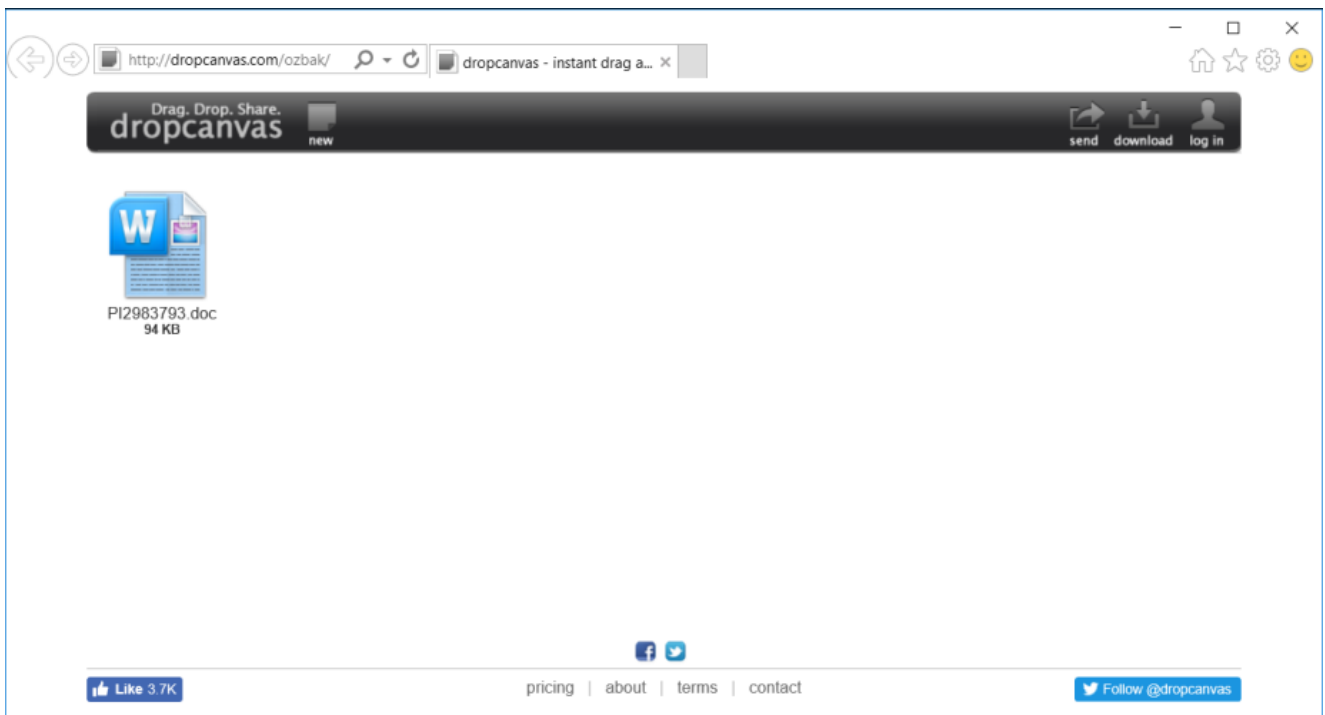 http://dropcanvas.com/ozbak/
dropcanvas - instant drag a...
Drag. Drop. Share.
dropcanvas
new
send download log in
W
PI2983793.doc
94 KB
Like 3.7K
pricing | about | terms | contact
Follow @dropcanvas